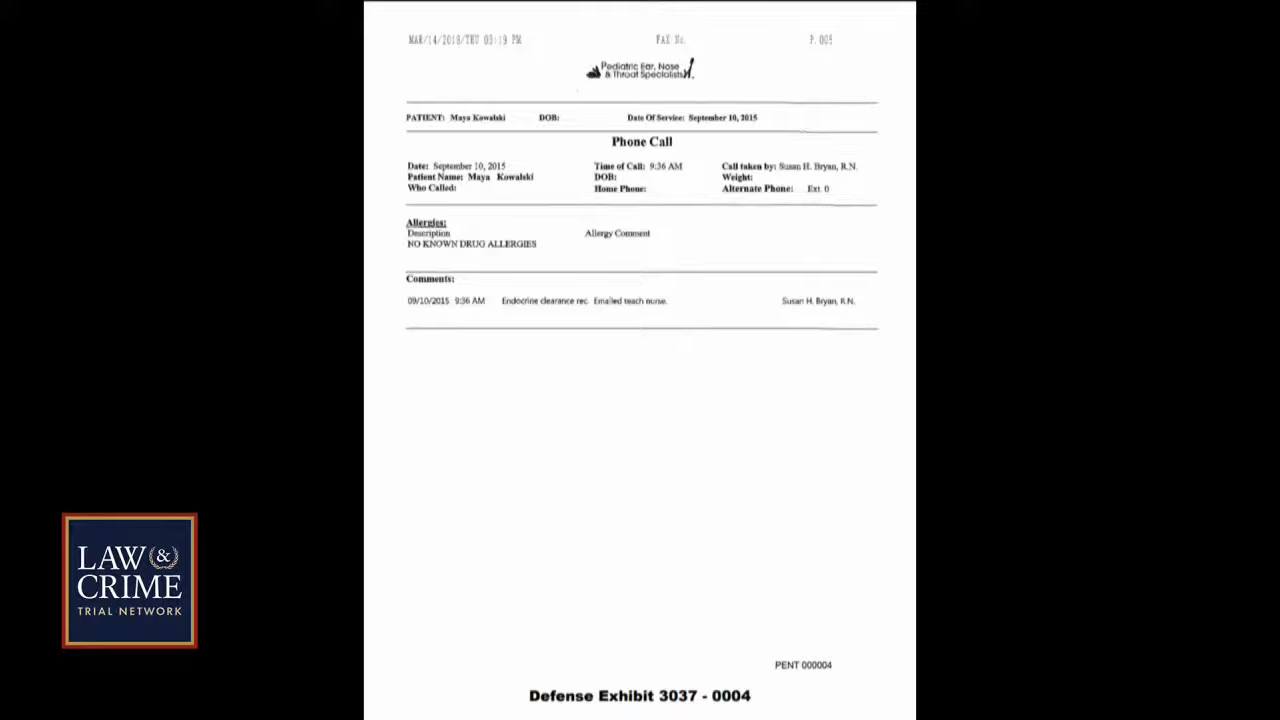 MAR/14/2018/THU 03:19 PM FAX No. P. 005
Pediatric Ear, Nose
& Throat Specialists
PATIENT: Maya Kowalski DOB: Date Of Service: September 10, 2015
Phone Call
Date: September 10, 2015 Time of Call: 9:36 AM Call taken by: Susan H. Bryan, R.N.
Patient Name: Maya Kowalski DOB: Weight:
Who Called: Home Phone: Alternate Phone: Ext. 0
Allergies:
Description Allergy Comment
NO KNOWN DRUG ALLERGIES
Comments:
09/10/2015 9:36 AM Endocrine clearance rec. Emailed teach nurse. Susan H. Bryan, R.N.
PENT 000004
Defense Exhibit 3037 - 0004
LAW &
CRIME
TRIAL NETWORK